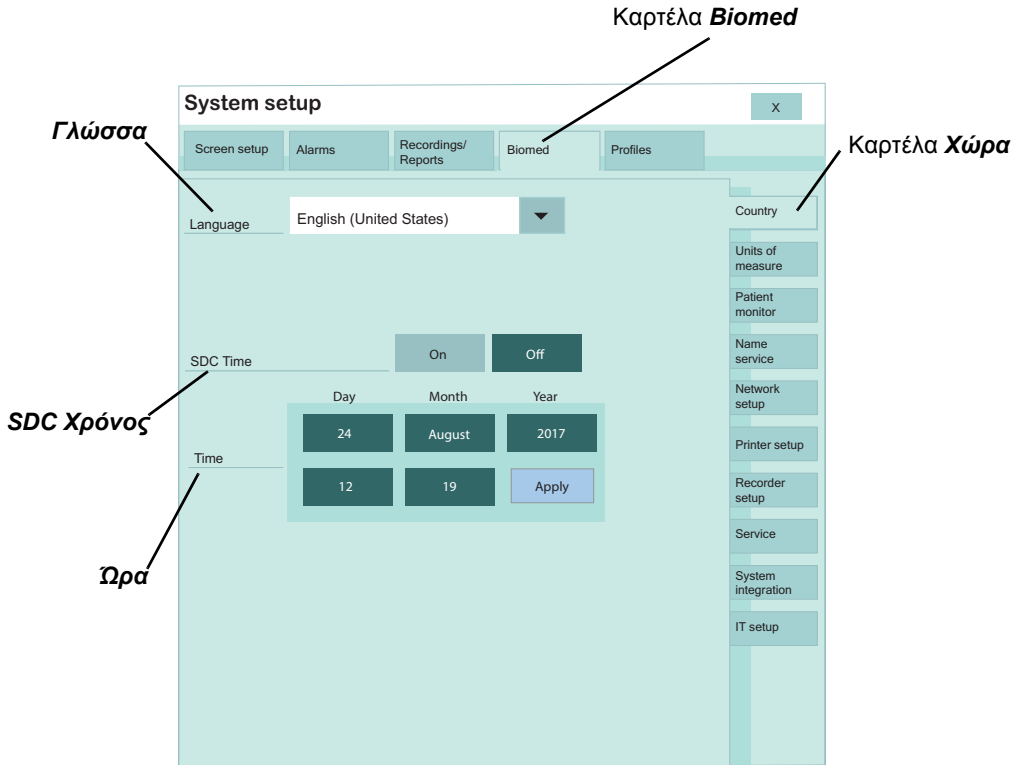 Καρτέλα Biomed
System setup
X
Γλώσσα
Screen setup
Alarms
Recordings/
Reports
Biomed
Profiles
Καρτέλα Χώρα
Language
English (United States)
Country
Units of
measure
Patient
monitor
Name
service
Network
setup
Printer setup
Recorder
setup
Service
System
integration
IT setup
SDC Time
On
Off
SDC Χρόνος
Day
Month
Year
24
August
2017
Time
12
19
Apply
Ώρα